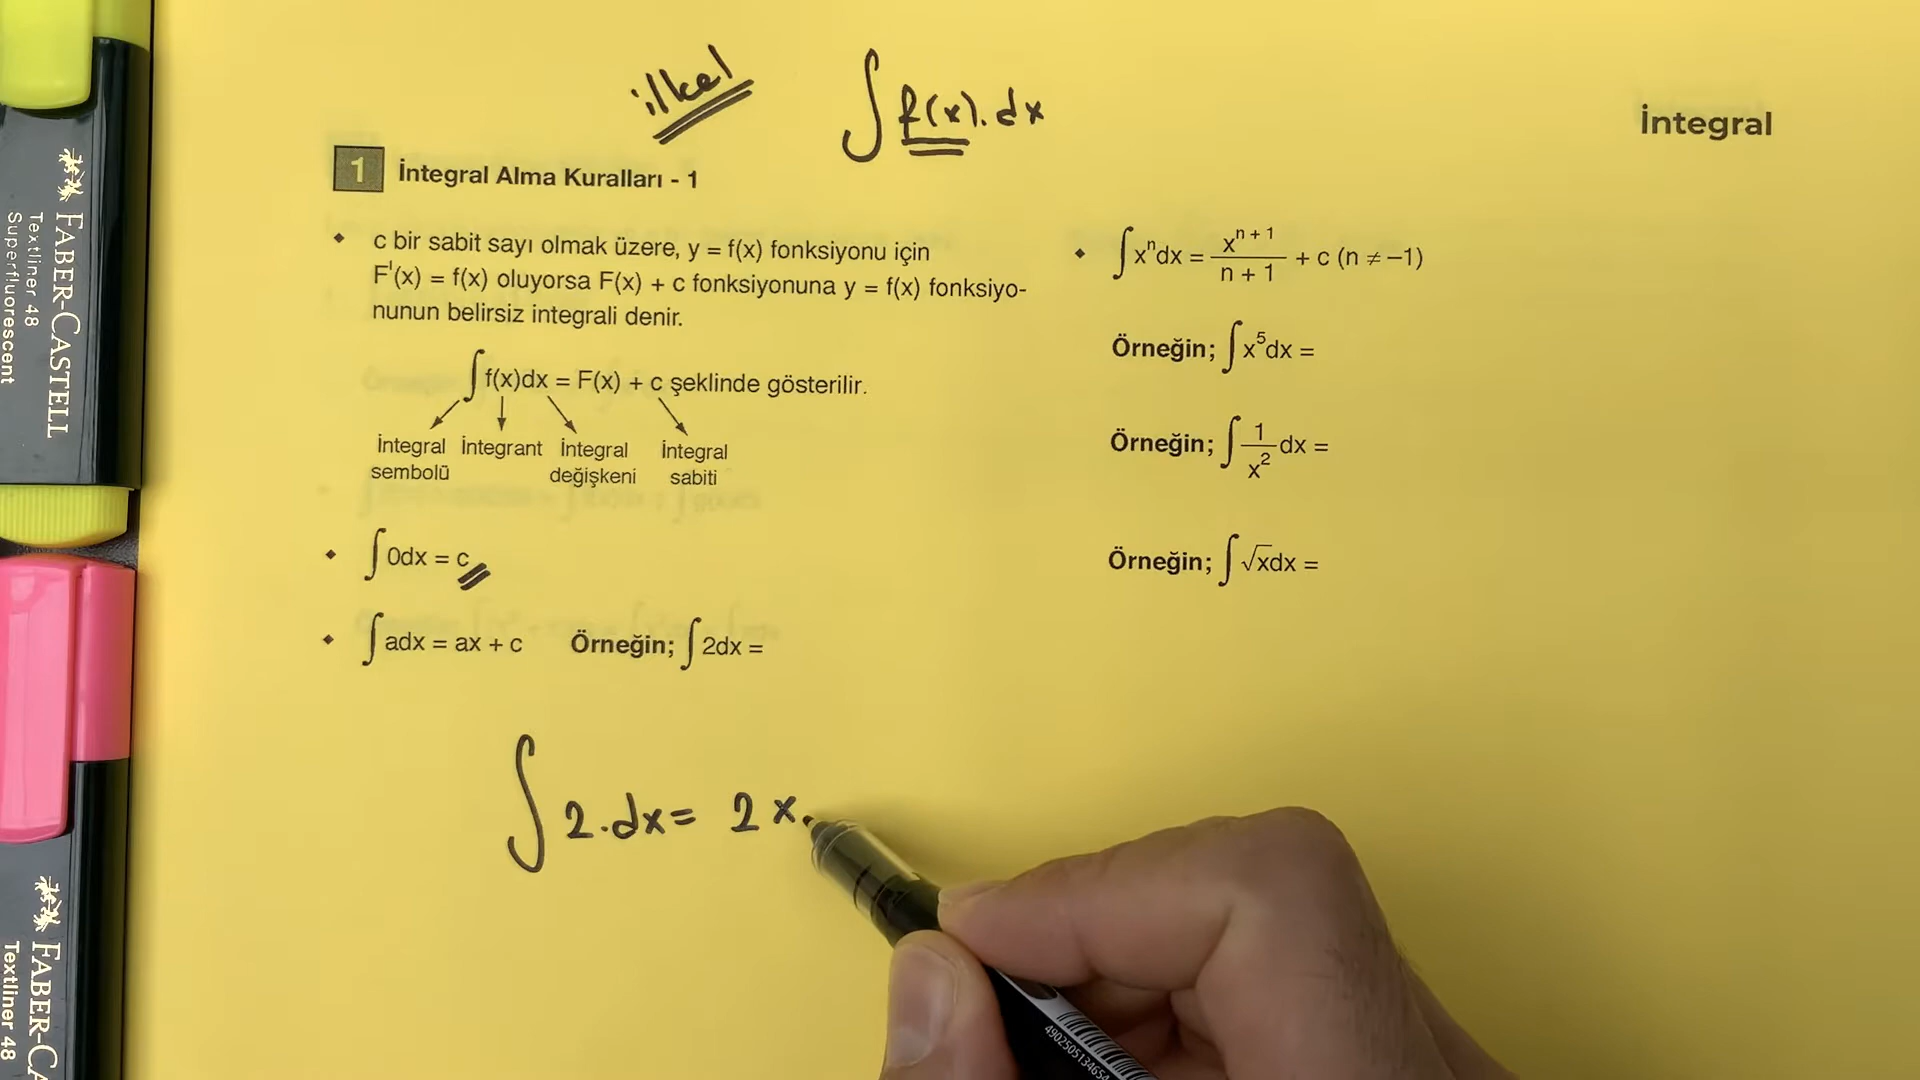 ilkel
∫f(x).dx
İntegral
1 İntegral Alma Kuralları - 1
c bir sabit sayı olmak üzere, y = f(x) fonksiyonu için
F'(x) = f(x) oluyorsa F(x) + c fonksiyonuna y = f(x) fonksiyo-
nunun belirsiz integrali denir.
∫f(x)dx = F(x) + c şeklinde gösterilir.
İntegral sembolü
İntegrant
İntegral değişkeni
İntegral sabiti
∫0dx = c
∫adx = ax + c Örneğin; ∫2dx =
∫2.dx = 2x
∫xⁿdx = xⁿ⁺¹/(n + 1) + c (n ≠ −1)
Örneğin; ∫x⁵dx =
Örneğin; ∫1/x² dx =
Örneğin; ∫√xdx =
FABER-CASTELL
Textliner 48
Superfluorescent
FABER-CA
Textliner 48
4902505134654